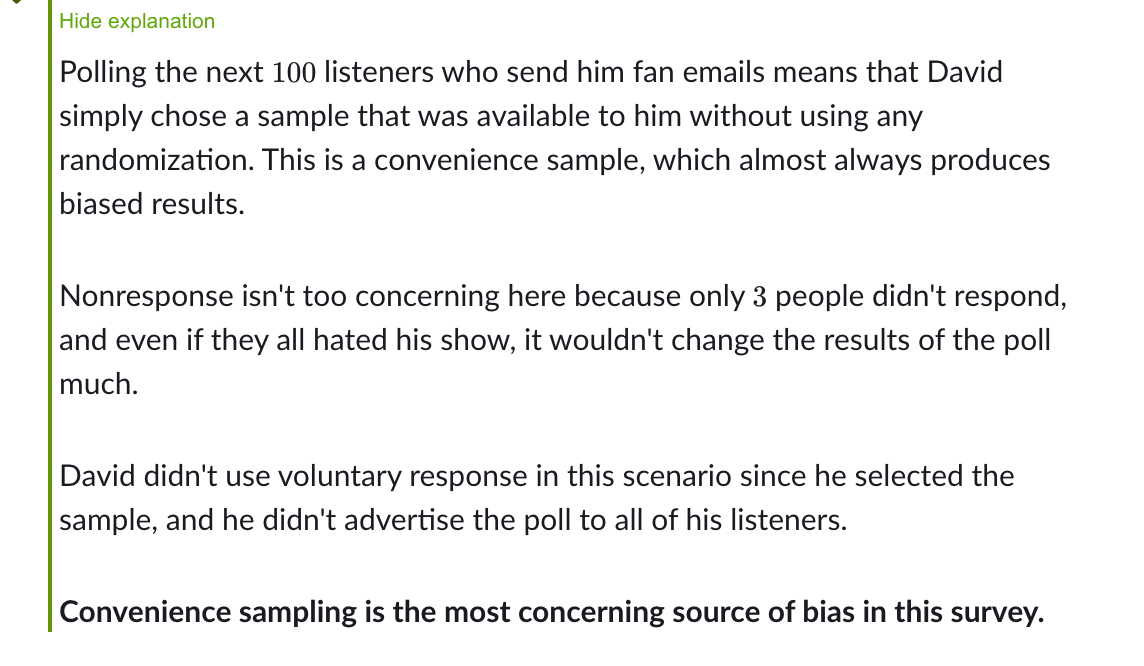 Hide explanation
Polling the next 100 listeners who send him fan emails means that David
simply chose a sample that was available to him without using any
randomization. This is a convenience sample, which almost always produces
biased results.
Nonresponse isn't too concerning here because only 3 people didn't respond,
and even if they all hated his show, it wouldn't change the results of the poll
much.
David didn't use voluntary response in this scenario since he selected the
sample, and he didn't advertise the poll to all of his listeners.
Convenience sampling is the most concerning source of bias in this survey.